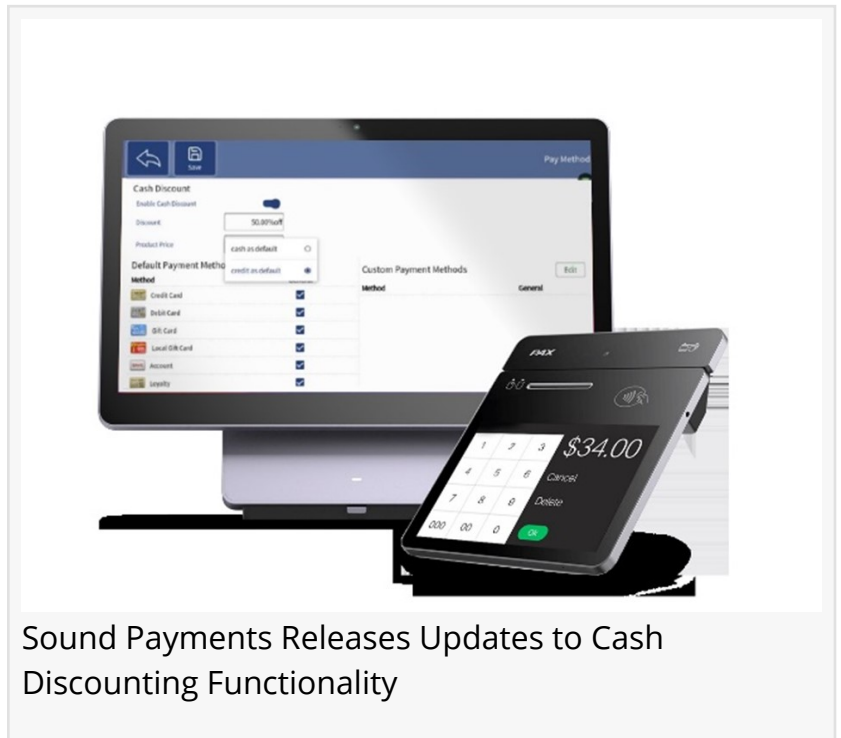 Pay Method
Save
Cash Discount
Enable Cash Discount
Discount
50.00%off
Product Price
cash as default
credit as default
Default Payment Metho
Custom Payment Methods
Edit
Method
Method
General
Credit Card
Debit Card
Gift Card
Local Gift Card
Account
Loyalty
PAX
1 2 3
$34.00
4 5 6
Cancel
7 8 9
Delete
000 00 0
OK
Sound Payments Releases Updates to Cash
Discounting Functionality